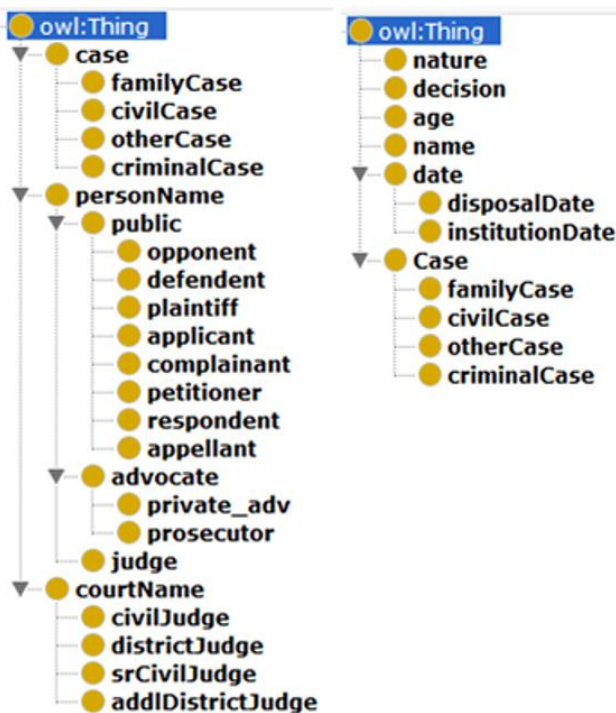 owl:Thing
case
familyCase
civilCase
otherCase
criminalCase
personName
public
opponent
defendent
plaintiff
applicant
complainant
petitioner
respondent
appellant
advocate
private_adv
prosecutor
judge
courtName
civilJudge
districtJudge
srCivilJudge
addlDistrictJudge
owl:Thing
nature
decision
age
name
date
disposalDate
institutionDate
Case
familyCase
civilCase
otherCase
criminalCase